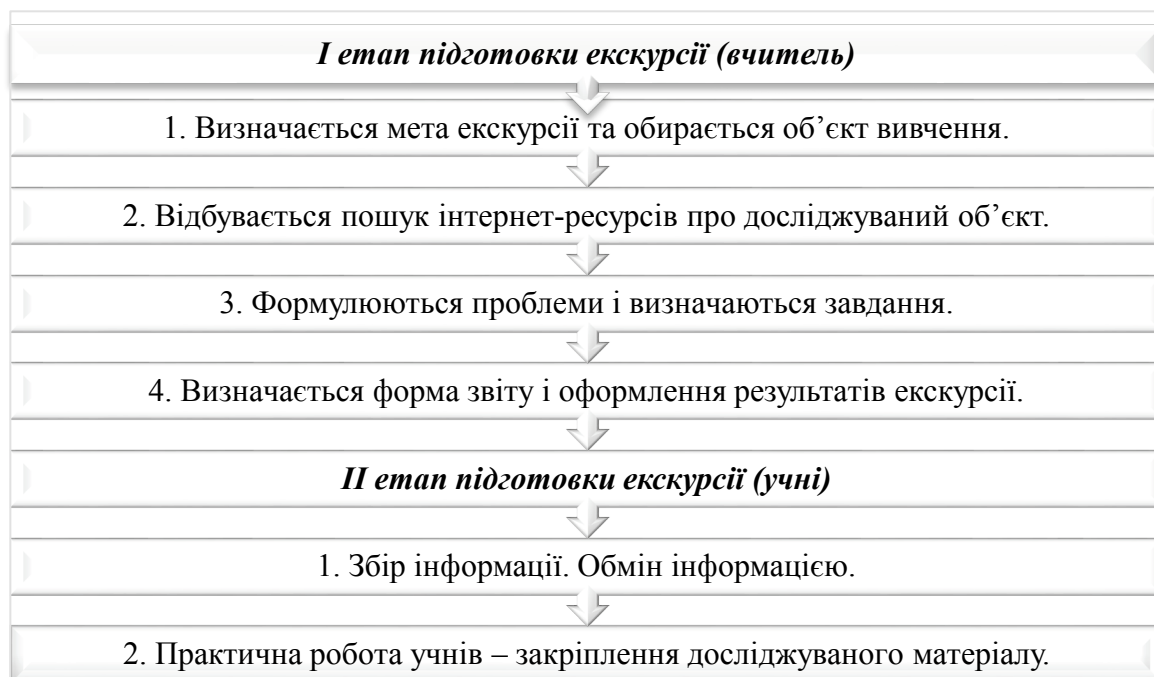 І етап підготовки екскурсії (вчитель)
1. Визначається мета екскурсії та обирається об’єкт вивчення.
2. Відбувається пошук інтернет-ресурсів про досліджуваний об’єкт.
3. Формулюються проблеми і визначаються завдання.
4. Визначається форма звіту і оформлення результатів екскурсії.
ІІ етап підготовки екскурсії (учні)
1. Збір інформації. Обмін інформацією.
2. Практична робота учнів – закріплення досліджуваного матеріалу.